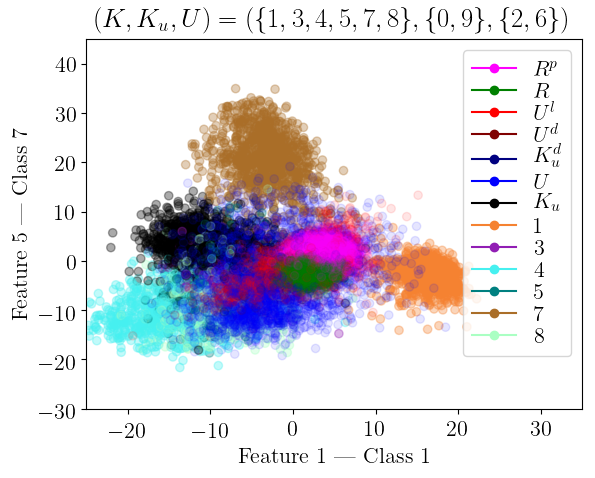 (K, K_u, U) = ({1, 3, 4, 5, 7, 8}, {0, 9}, {2, 6})
Feature 5 — Class 7
40
30
20
10
0
−10
−20
−30
−20
−10
0
10
20
30
Feature 1 — Class 1
R^p
R
U^l
U^d
K_u^d
U
K_u
1
3
4
5
7
8